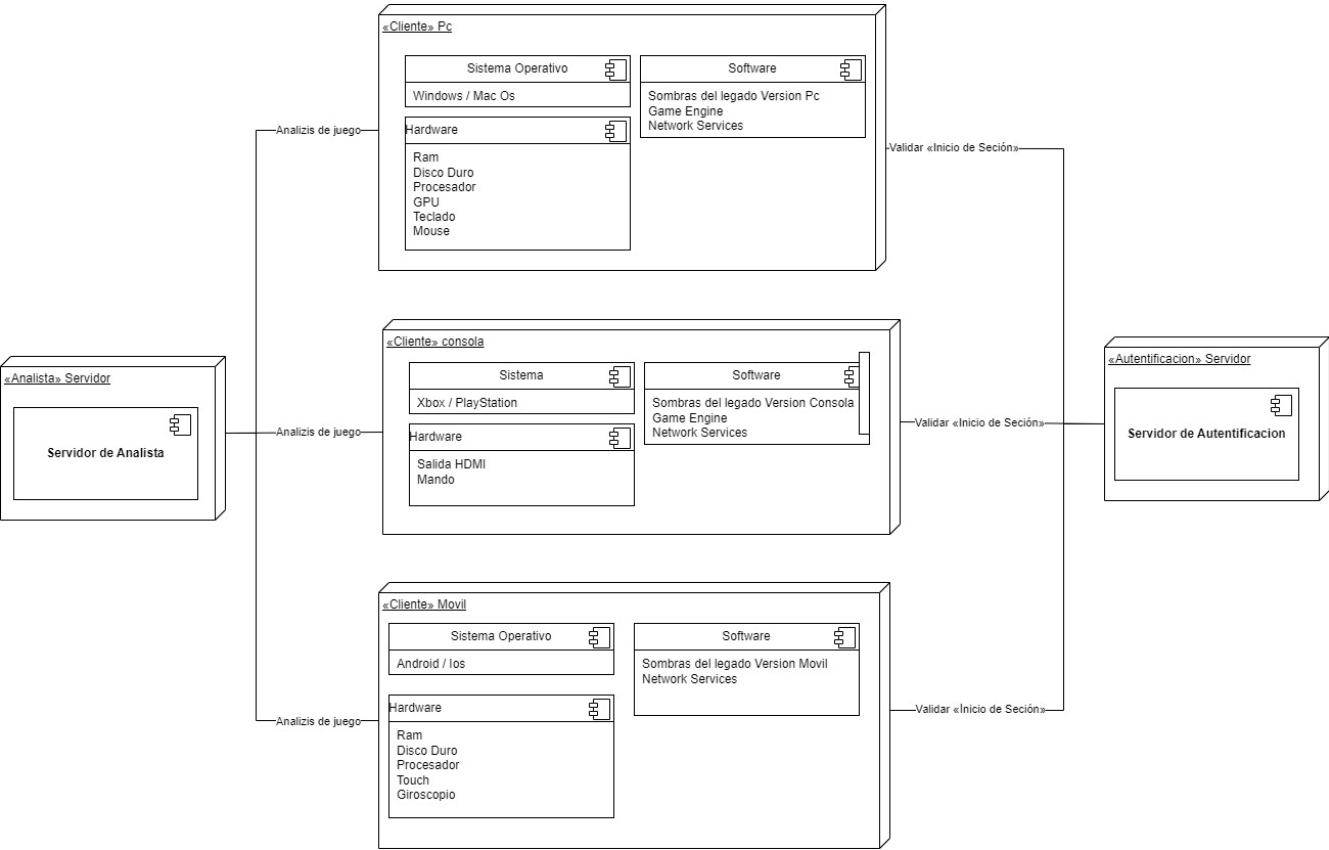 «Cliente» Pc
Sistema Operativo
Windows / Mac Os
Software
Sombras del legado Version Pc
Game Engine
Network Services
Hardware
Ram
Disco Duro
Procesador
GPU
Teclado
Mouse
Analizis de juego
Validar «Inicio de Seción»
«Analista» Servidor
Servidor de Analista
Analizis de juego
«Cliente» consola
Sistema
Xbox / PlayStation
Software
Sombras del legado Version Consola
Game Engine
Network Services
Hardware
Salida HDMI
Mando
Validar «Inicio de Seción»
«Autentificacion» Servidor
Servidor de Autentificacion
«Cliente» Movil
Sistema Operativo
Android / Ios
Software
Sombras del legado Version Movil
Network Services
Hardware
Ram
Disco Duro
Procesador
Touch
Giroscopio
Analizis de juego
Validar «Inicio de Seción»